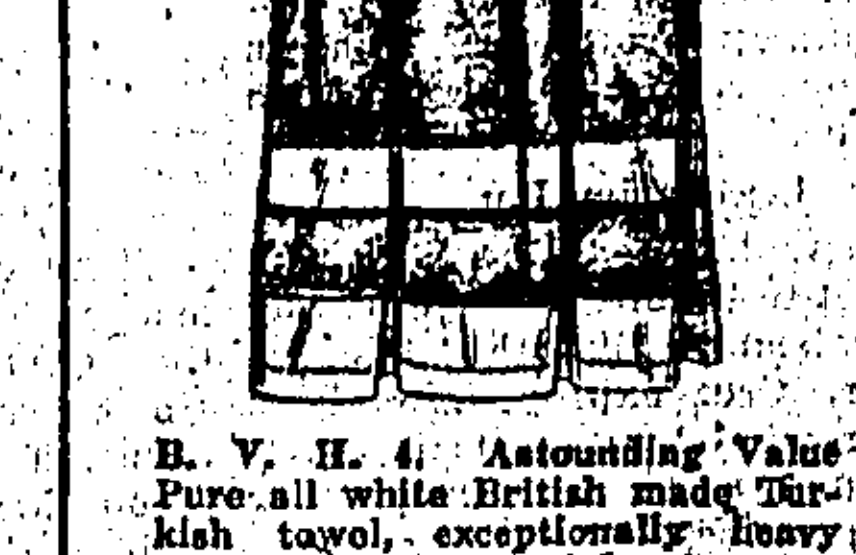 B. V. H. 4. Astounding Value
Pure all white British made Tur-
kish towel, exceptionally heavy